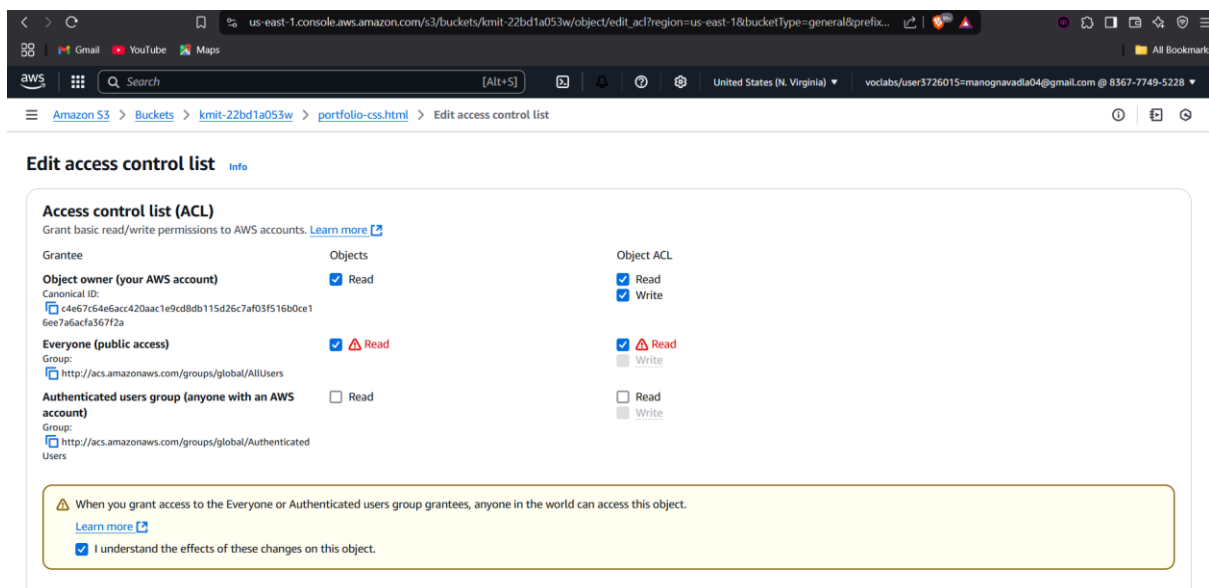 us-east-1.console.aws.amazon.com/s3/buckets/kmit-22bd1a053w/object/edit_acl?region=us-east-1&bucketType=general&prefix...
Gmail YouTube Maps All Bookmark
aws Search [Alt+S] United States (N. Virginia) voclabs/user3726015=manognavadla04@gmail.com @ 8367-7749-5228
Amazon S3 > Buckets > kmit-22bd1a053w > portfolio-css.html > Edit access control list
Edit access control list Info
Access control list (ACL)
Grant basic read/write permissions to AWS accounts. Learn more
Grantee Objects Object ACL
Object owner (your AWS account) Read Read
Canonical ID: Write
c4e67c64e6acc420aac1e9cd8db115d26c7af03f516b0ce1
6ee7a6acfa367f2a
Everyone (public access) Read Read
Group: Write
http://acs.amazonaws.com/groups/global/AllUsers
Authenticated users group (anyone with an AWS Read Read
account) Write
Group:
http://acs.amazonaws.com/groups/global/Authenticated
Users
When you grant access to the Everyone or Authenticated users group grantees, anyone in the world can access this object.
Learn more
I understand the effects of these changes on this object.